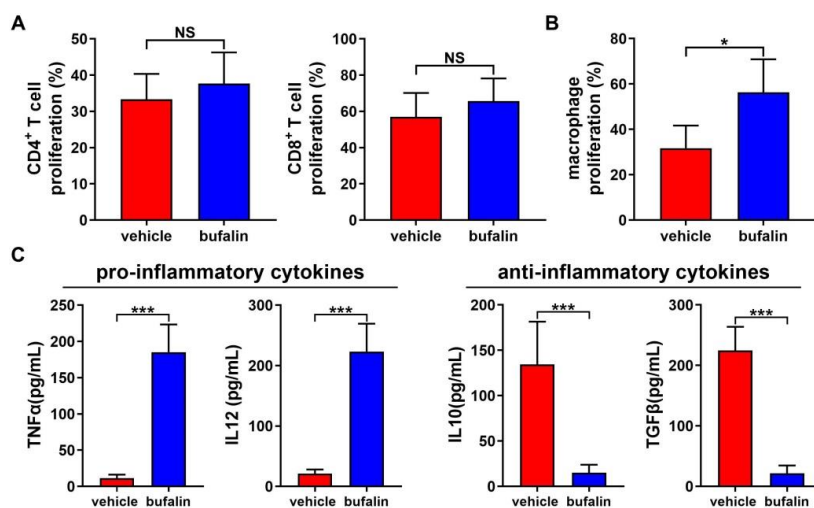 A
CD4+ T cell
proliferation (%)
50
40
30
20
10
0
NS
vehicle
bufalin
CD8+ T cell
proliferation (%)
100
80
60
40
20
0
NS
vehicle
bufalin
B
macrophage
proliferation (%)
80
60
40
20
0
*
vehicle
bufalin
C
pro-inflammatory cytokines
TNFα(pg/mL)
250
200
150
100
50
0
***
vehicle
bufalin
IL12 (pg/mL)
300
200
100
0
***
vehicle
bufalin
anti-inflammatory cytokines
IL10(pg/mL)
200
150
100
50
0
***
vehicle
bufalin
TGFβ(pg/mL)
300
200
100
0
***
vehicle
bufalin